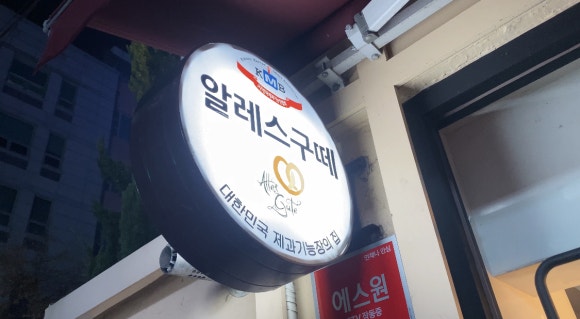 KMB
알레스구떼
Alles
Gute
대한민국 제과기능장의 집
에스원